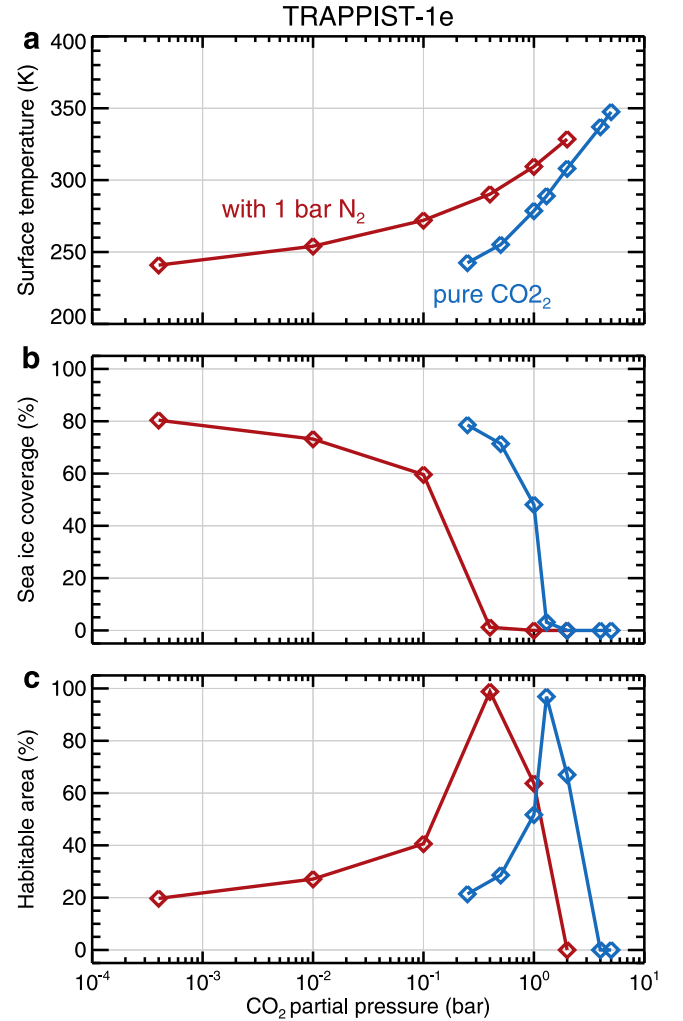 TRAPPIST-1e
a
400
350
300
250
200
Surface temperature (K)
with 1 bar N₂
pure CO2₂
b
100
80
60
40
20
0
Sea ice coverage (%)
c
100
80
60
40
20
0
Habitable area (%)
10⁻⁴ 10⁻³ 10⁻² 10⁻¹ 10⁰ 10¹
CO₂ partial pressure (bar)